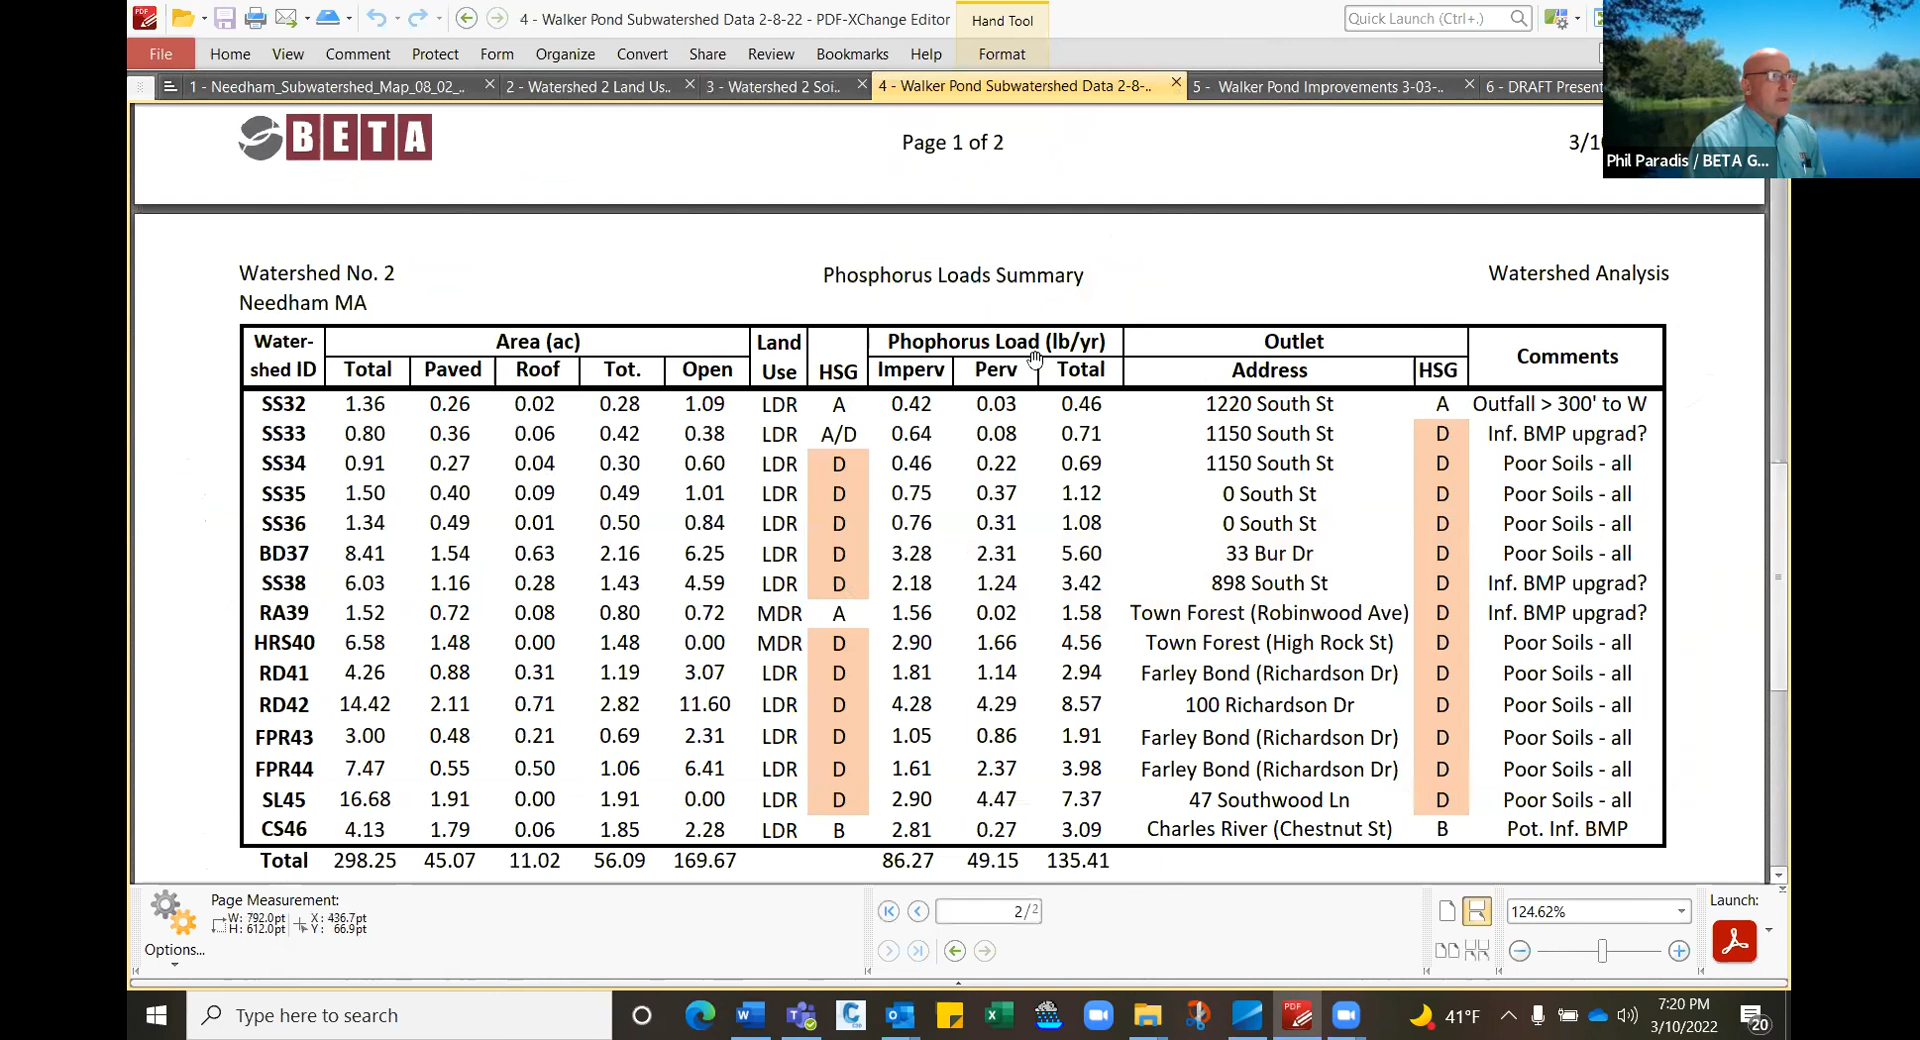 4 - Walker Pond Subwatershed Data 2-8-22 - PDF-XChange Editor
Hand Tool
Quick Launch (Ctrl+.)
File Home View Comment Protect Form Organize Convert Share Review Bookmarks Help Format
1 - Needham_Subwatershed_Map_08_02_... 2 - Watershed 2 Land Us.. 3 - Watershed 2 Soi.. 4 - Walker Pond Subwatershed Data 2-8-.. 5 - Walker Pond Improvements 3-03-... 6 - DRAFT Present
Phil Paradis / BETA G...
BETA Page 1 of 2 3/1
Watershed No. 2 Phosphorus Loads Summary Watershed Analysis
Needham MA
Water- Area (ac) Land Phophorus Load (lb/yr) Outlet Comments
shed ID Total Paved Roof Tot. Open Use HSG Imperv Perv Total Address HSG
SS32 1.36 0.26 0.02 0.28 1.09 LDR A 0.42 0.03 0.46 1220 South St A Outfall > 300' to W
SS33 0.80 0.36 0.06 0.42 0.38 LDR A/D 0.64 0.08 0.71 1150 South St D Inf. BMP upgrad?
SS34 0.91 0.27 0.04 0.30 0.60 LDR D 0.46 0.22 0.69 1150 South St D Poor Soils - all
SS35 1.50 0.40 0.09 0.49 1.01 LDR D 0.75 0.37 1.12 0 South St D Poor Soils - all
SS36 1.34 0.49 0.01 0.50 0.84 LDR D 0.76 0.31 1.08 0 South St D Poor Soils - all
BD37 8.41 1.54 0.63 2.16 6.25 LDR D 3.28 2.31 5.60 33 Bur Dr D Poor Soils - all
SS38 6.03 1.16 0.28 1.43 4.59 LDR D 2.18 1.24 3.42 898 South St D Inf. BMP upgrad?
RA39 1.52 0.72 0.08 0.80 0.72 MDR A 1.56 0.02 1.58 Town Forest (Robinwood Ave) D Inf. BMP upgrad?
HRS40 6.58 1.48 0.00 1.48 0.00 MDR D 2.90 1.66 4.56 Town Forest (High Rock St) D Poor Soils - all
RD41 4.26 0.88 0.31 1.19 3.07 LDR D 1.81 1.14 2.94 Farley Bond (Richardson Dr) D Poor Soils - all
RD42 14.42 2.11 0.71 2.82 11.60 LDR D 4.28 4.29 8.57 100 Richardson Dr D Poor Soils - all
FPR43 3.00 0.48 0.21 0.69 2.31 LDR D 1.05 0.86 1.91 Farley Bond (Richardson Dr) D Poor Soils - all
FPR44 7.47 0.55 0.50 1.06 6.41 LDR D 1.61 2.37 3.98 Farley Bond (Richardson Dr) D Poor Soils - all
SL45 16.68 1.91 0.00 1.91 0.00 LDR D 2.90 4.47 7.37 47 Southwood Ln D Poor Soils - all
CS46 4.13 1.79 0.06 1.85 2.28 LDR B 2.81 0.27 3.09 Charles River (Chestnut St) B Pot. Inf. BMP
Total 298.25 45.07 11.02 56.09 169.67 86.27 49.15 135.41
Page Measurement:
W: 792.0pt X: 436.7pt
H: 612.0pt Y: 66.9pt
Options...
2/2
124.62%
Launch:
Type here to search
41°F
7:20 PM
3/10/2022
20